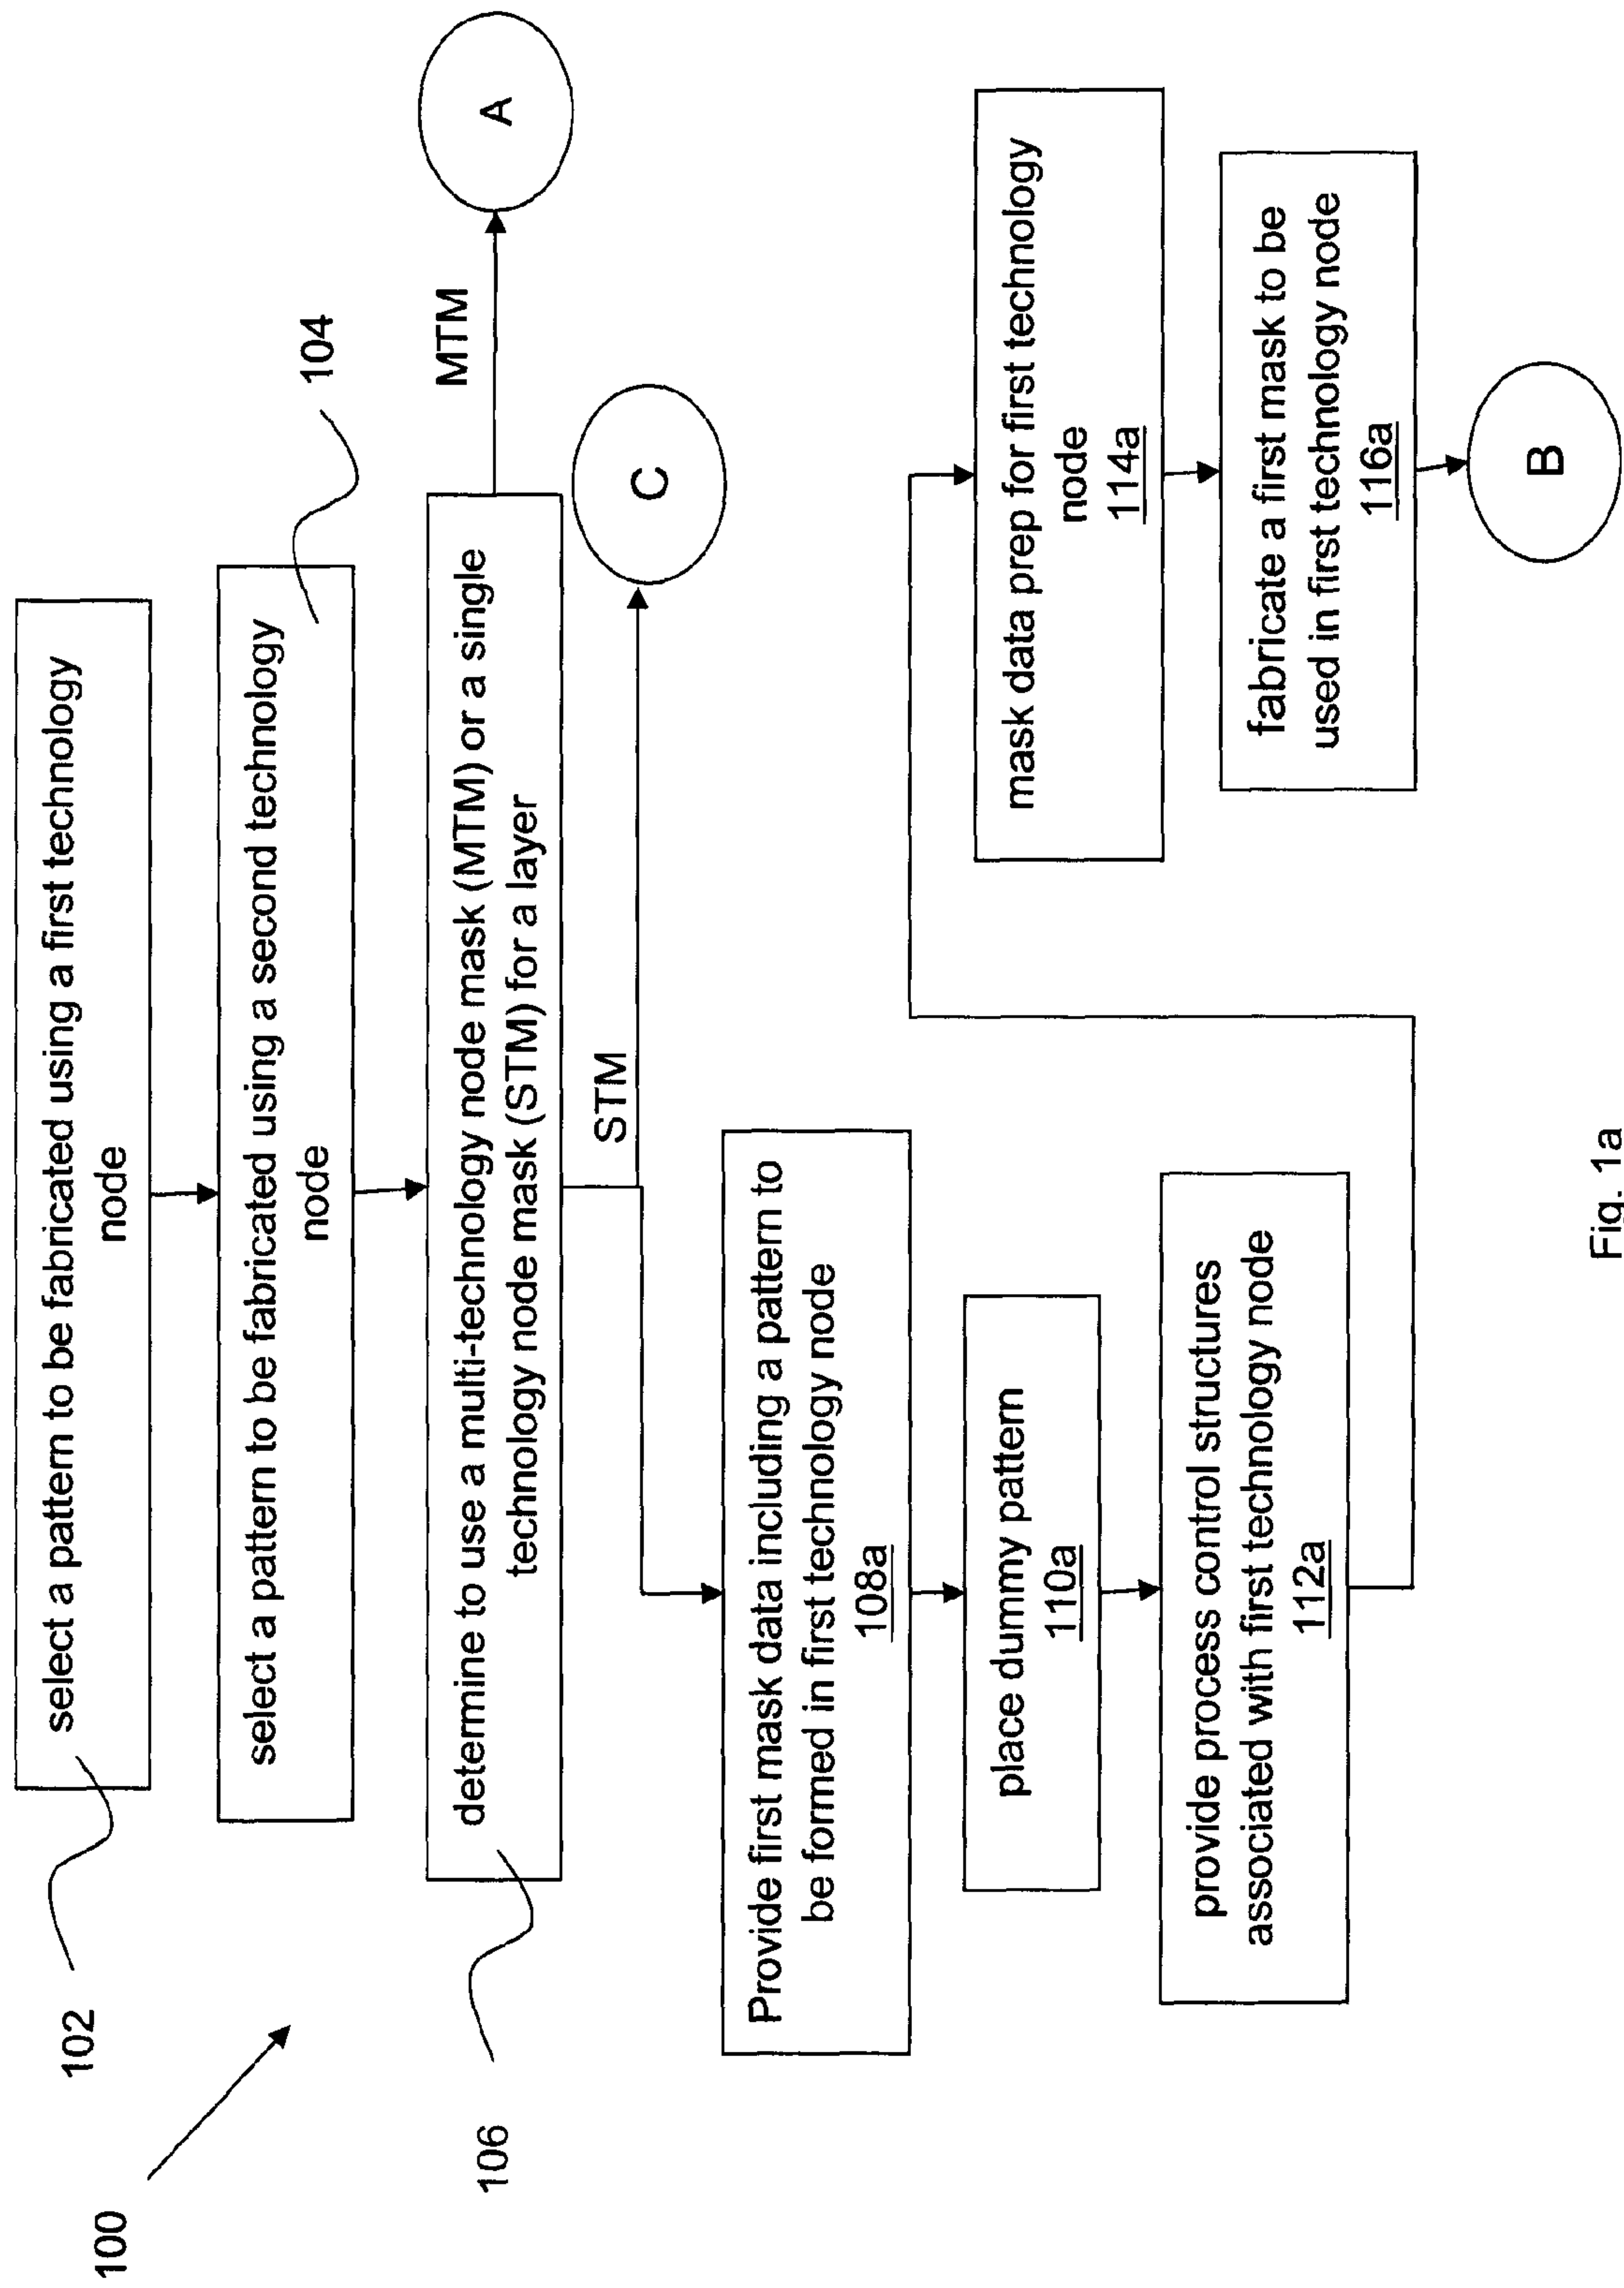 100
102
select a pattern to be fabricated using a first technology
node
104
select a pattern to be fabricated using a second technology
node
106
determine to use a multi-technology node mask (MTM) or a single
technology node mask (STM) for a layer
MTM
A
STM
C
Provide first mask data including a pattern to
be formed in first technology node
108a
place dummy pattern
110a
provide process control structures
associated with first technology node
112a
mask data prep for first technology
node
114a
fabricate a first mask to be
used in first technology node
116a
B
Fig. 1a